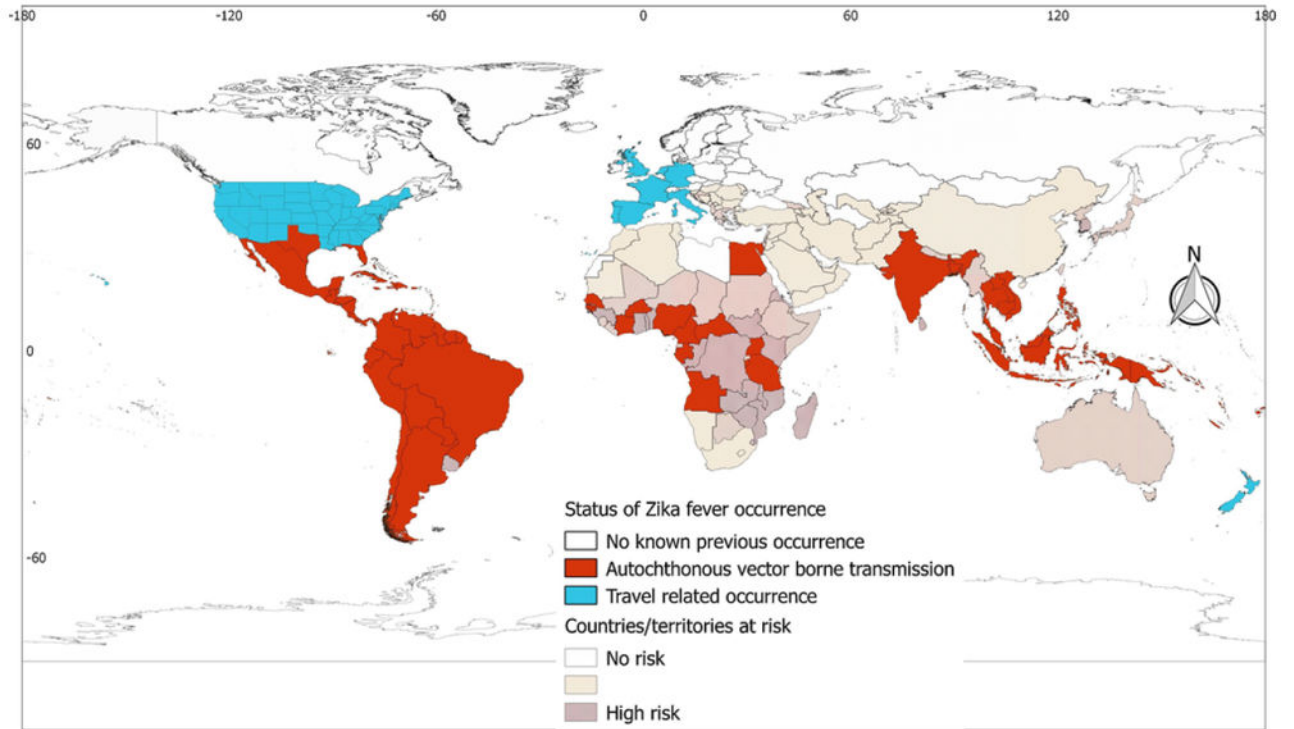 -180 -120 -60 0 60 120 180
60
N
0
Status of Zika fever occurrence
No known previous occurrence
-60
Autochthonous vector borne transmission
Travel related occurrence
Countries/territories at risk
No risk
High risk